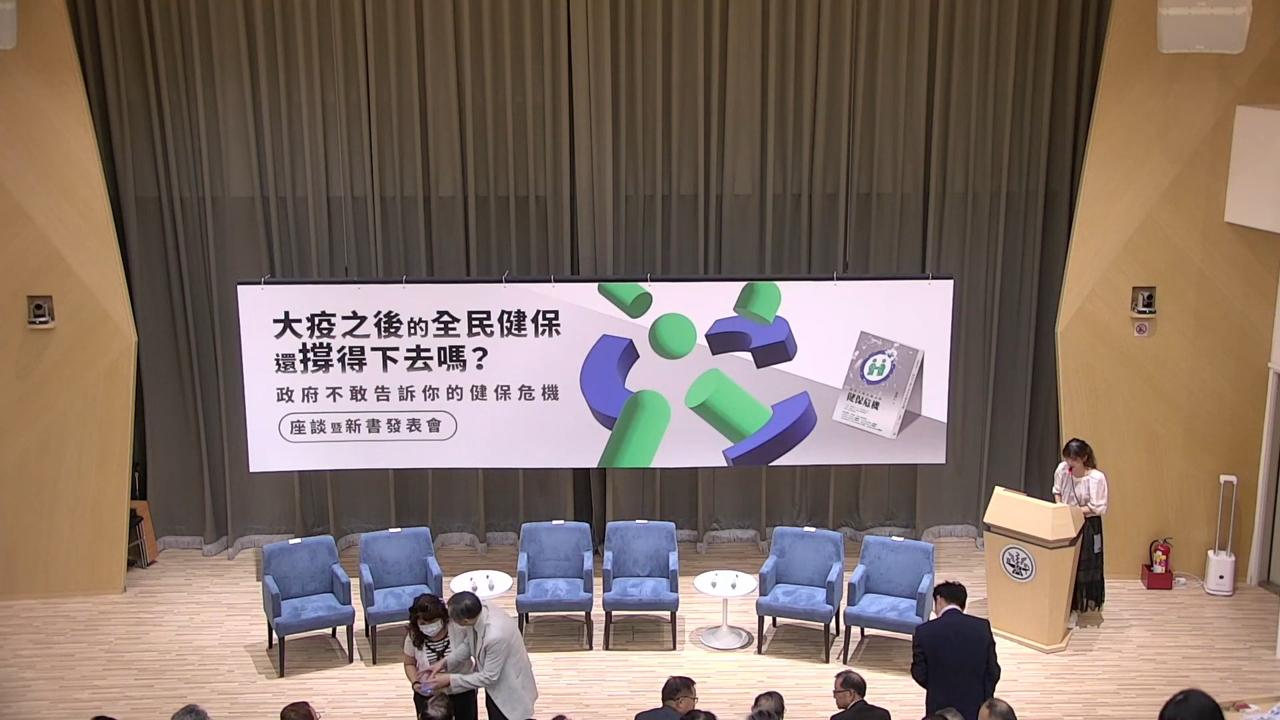 大疫之後的全民健保
還撐得下去嗎？
政府不敢告訴你的健保危機
座談暨新書發表會
健保危機